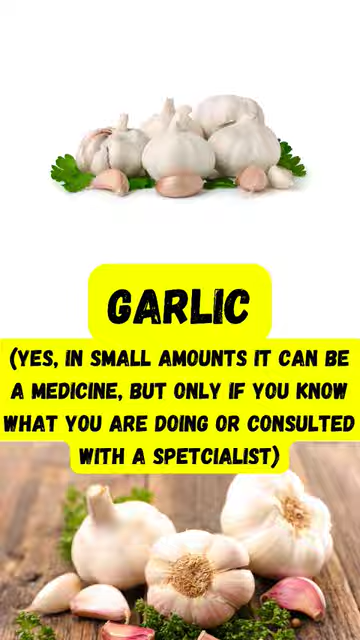 GARLIC
(YES, IN SMALL AMOUNTS IT CAN BE
A MEDICINE, BUT ONLY IF YOU KNOW
WHAT YOU ARE DOING OR CONSULTED
WITH A SPETCIALIST)